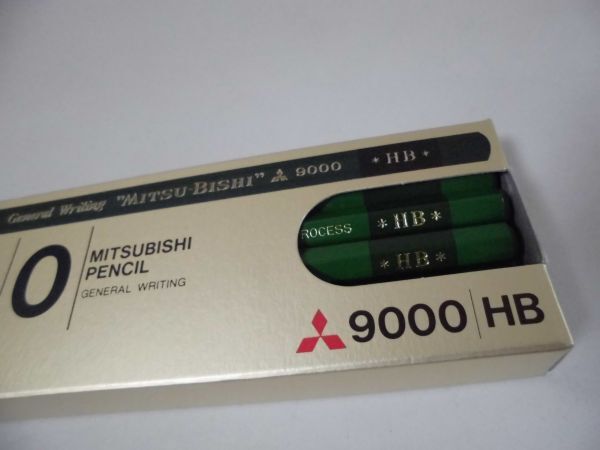 General Writing "MITSU-BISHI" 9000 * HB *
ROCESS * HB *
* HB *
0 MITSUBISHI
PENCIL
GENERAL WRITING
9000 HB